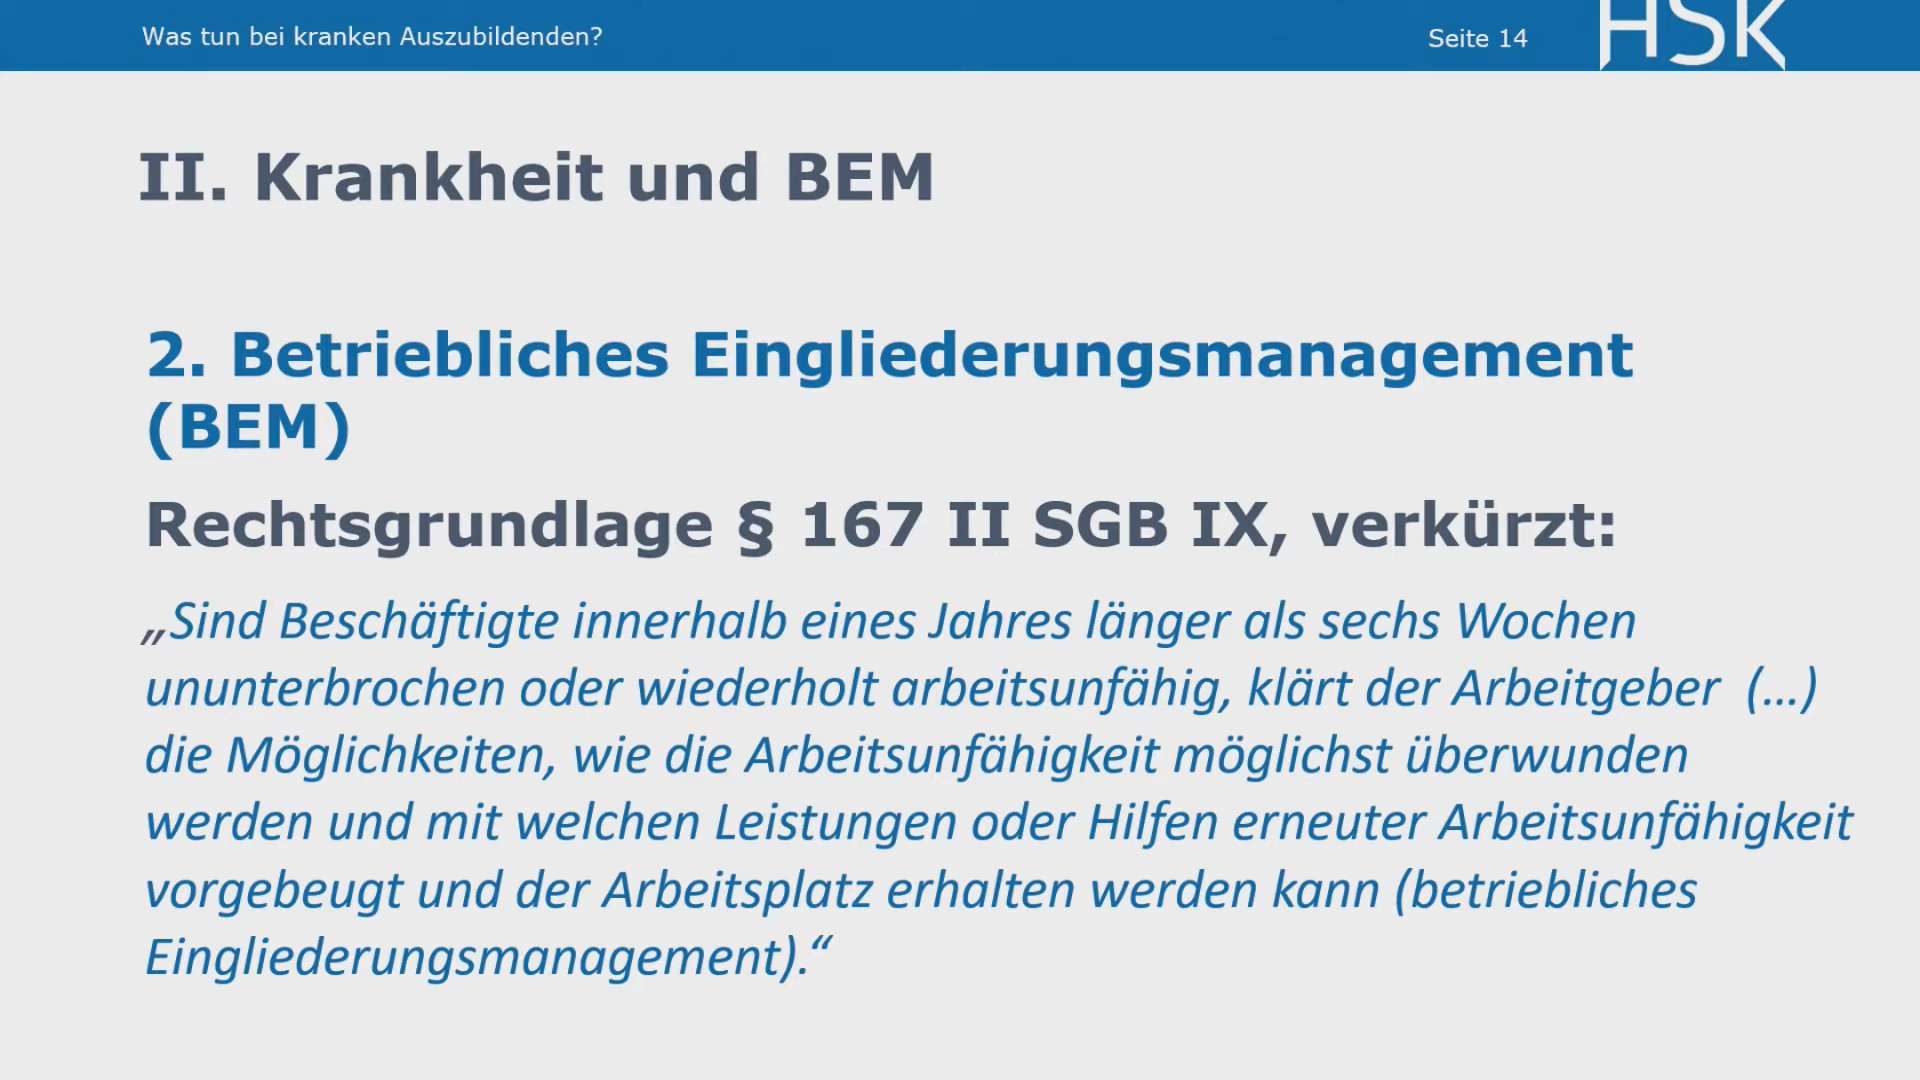 Was tun bei kranken Auszubildenden?
Seite 14
HSK
II. Krankheit und BEM
2. Betriebliches Eingliederungsmanagement
(BEM)
Rechtsgrundlage § 167 II SGB IX, verkürzt:
„Sind Beschäftigte innerhalb eines Jahres länger als sechs Wochen
ununterbrochen oder wiederholt arbeitsunfähig, klärt der Arbeitgeber (…)
die Möglichkeiten, wie die Arbeitsunfähigkeit möglichst überwunden
werden und mit welchen Leistungen oder Hilfen erneuter Arbeitsunfähigkeit
vorgebeugt und der Arbeitsplatz erhalten werden kann (betriebliches
Eingliederungsmanagement).“